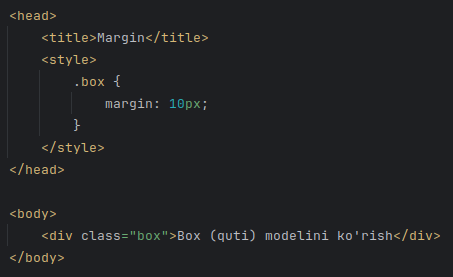 <head>
    <title>Margin</title>
    <style>
        .box {
            margin: 10px;
        }
    </style>
</head>

<body>
    <div class="box">Box (quti) modelini ko'rish</div>
</body>